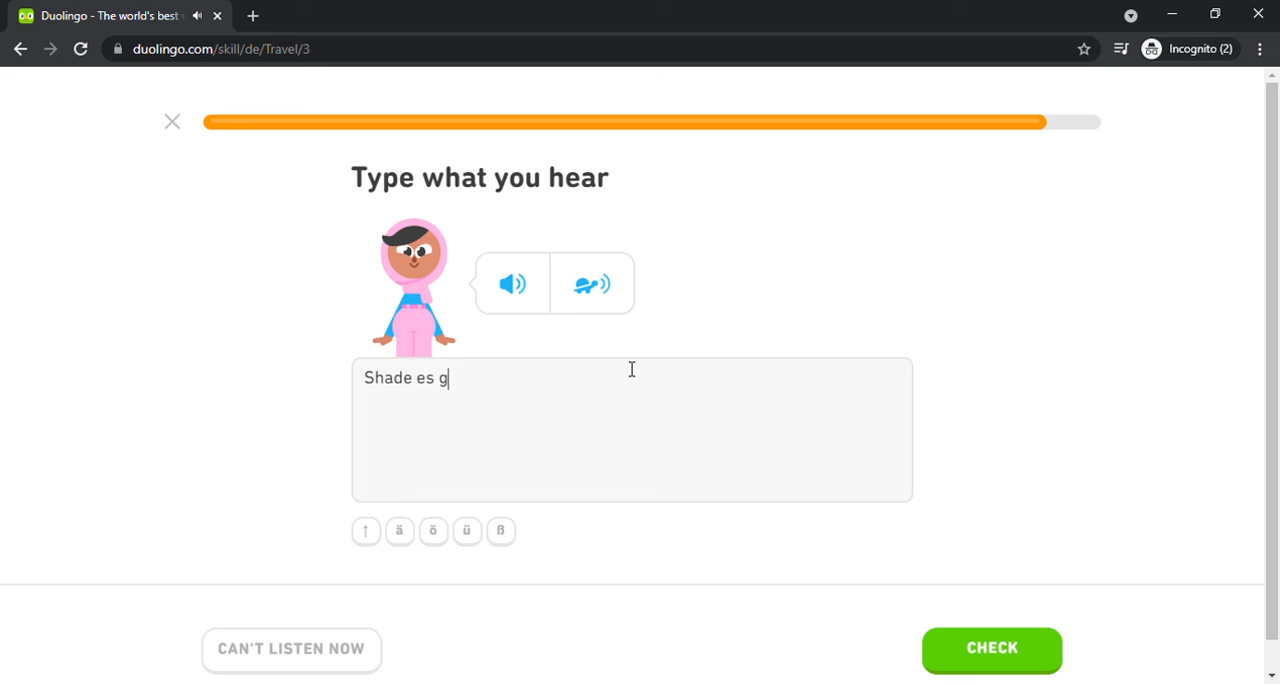 Duolingo - The world's best
duolingo.com/skill/de/Travel/3
Incognito (2)
Type what you hear
Shade es g
↑ ä ö ü ß
CAN'T LISTEN NOW
CHECK